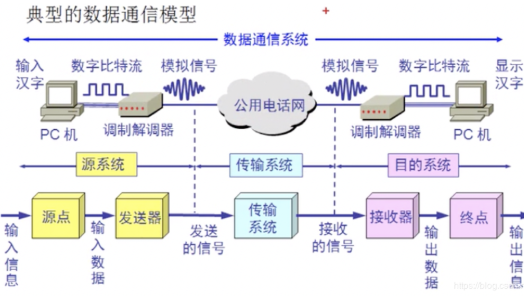 典型的数据通信模型
数据通信系统
输入
汉字
数字比特流
模拟信号
模拟信号
数字比特流
显示
汉字
公用电话网
PC 机
调制解调器
调制解调器
PC 机
源系统
传输系统
目的系统
源点
发送器
传输
系统
接收器
终点
输入信息
输入数据
发送
的信号
接收
的信号
输出数据
输出信息